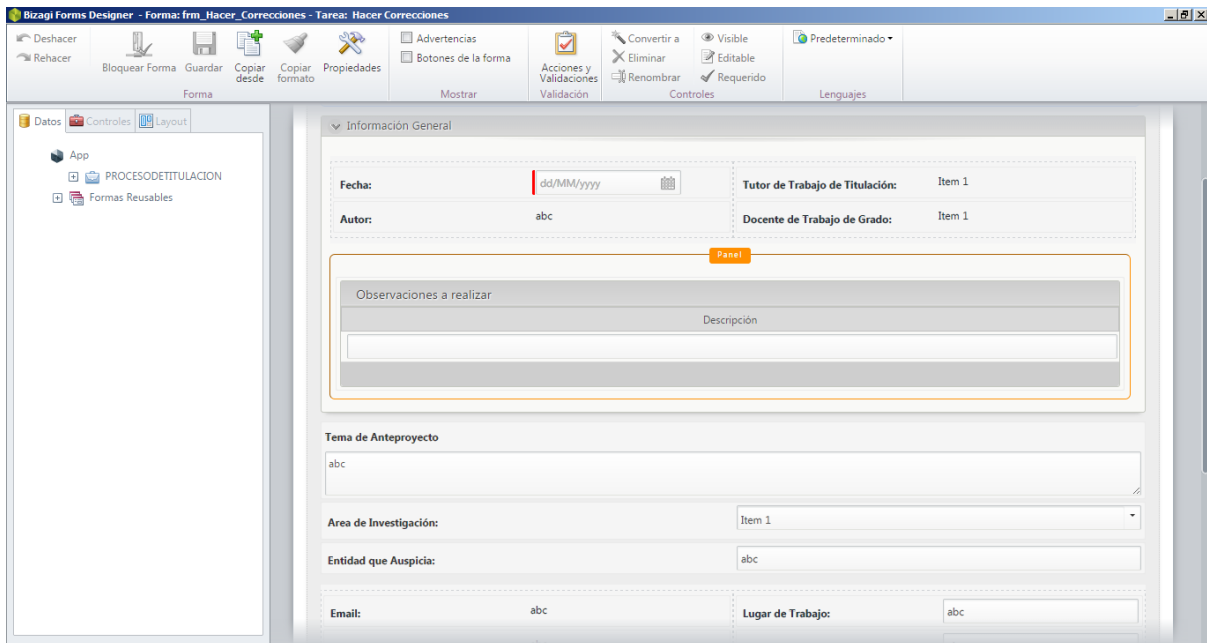 Bizagi Forms Designer - Forma: frm_Hacer_Correcciones - Tarea: Hacer Correcciones
Deshacer
Rehacer
Bloquear Forma
Guardar
Copiar desde
Copiar formato
Propiedades
Forma
Advertencias
Botones de la forma
Mostrar
Acciones y Validaciones
Validación
Convertir a
Eliminar
Renombrar
Visible
Editable
Requerido
Controles
Predeterminado
Lenguajes
Datos
Controles
Layout
App
PROCESODETITULACION
Formas Reusables
Información General
Fecha: dd/MM/yyyy
Tutor de Trabajo de Titulación: Item 1
Autor: abc
Docente de Trabajo de Grado: Item 1
Panel
Observaciones a realizar
Descripción
Tema de Anteproyecto
abc
Area de Investigación: Item 1
Entidad que Auspicia: abc
Email: abc
Lugar de Trabajo: abc